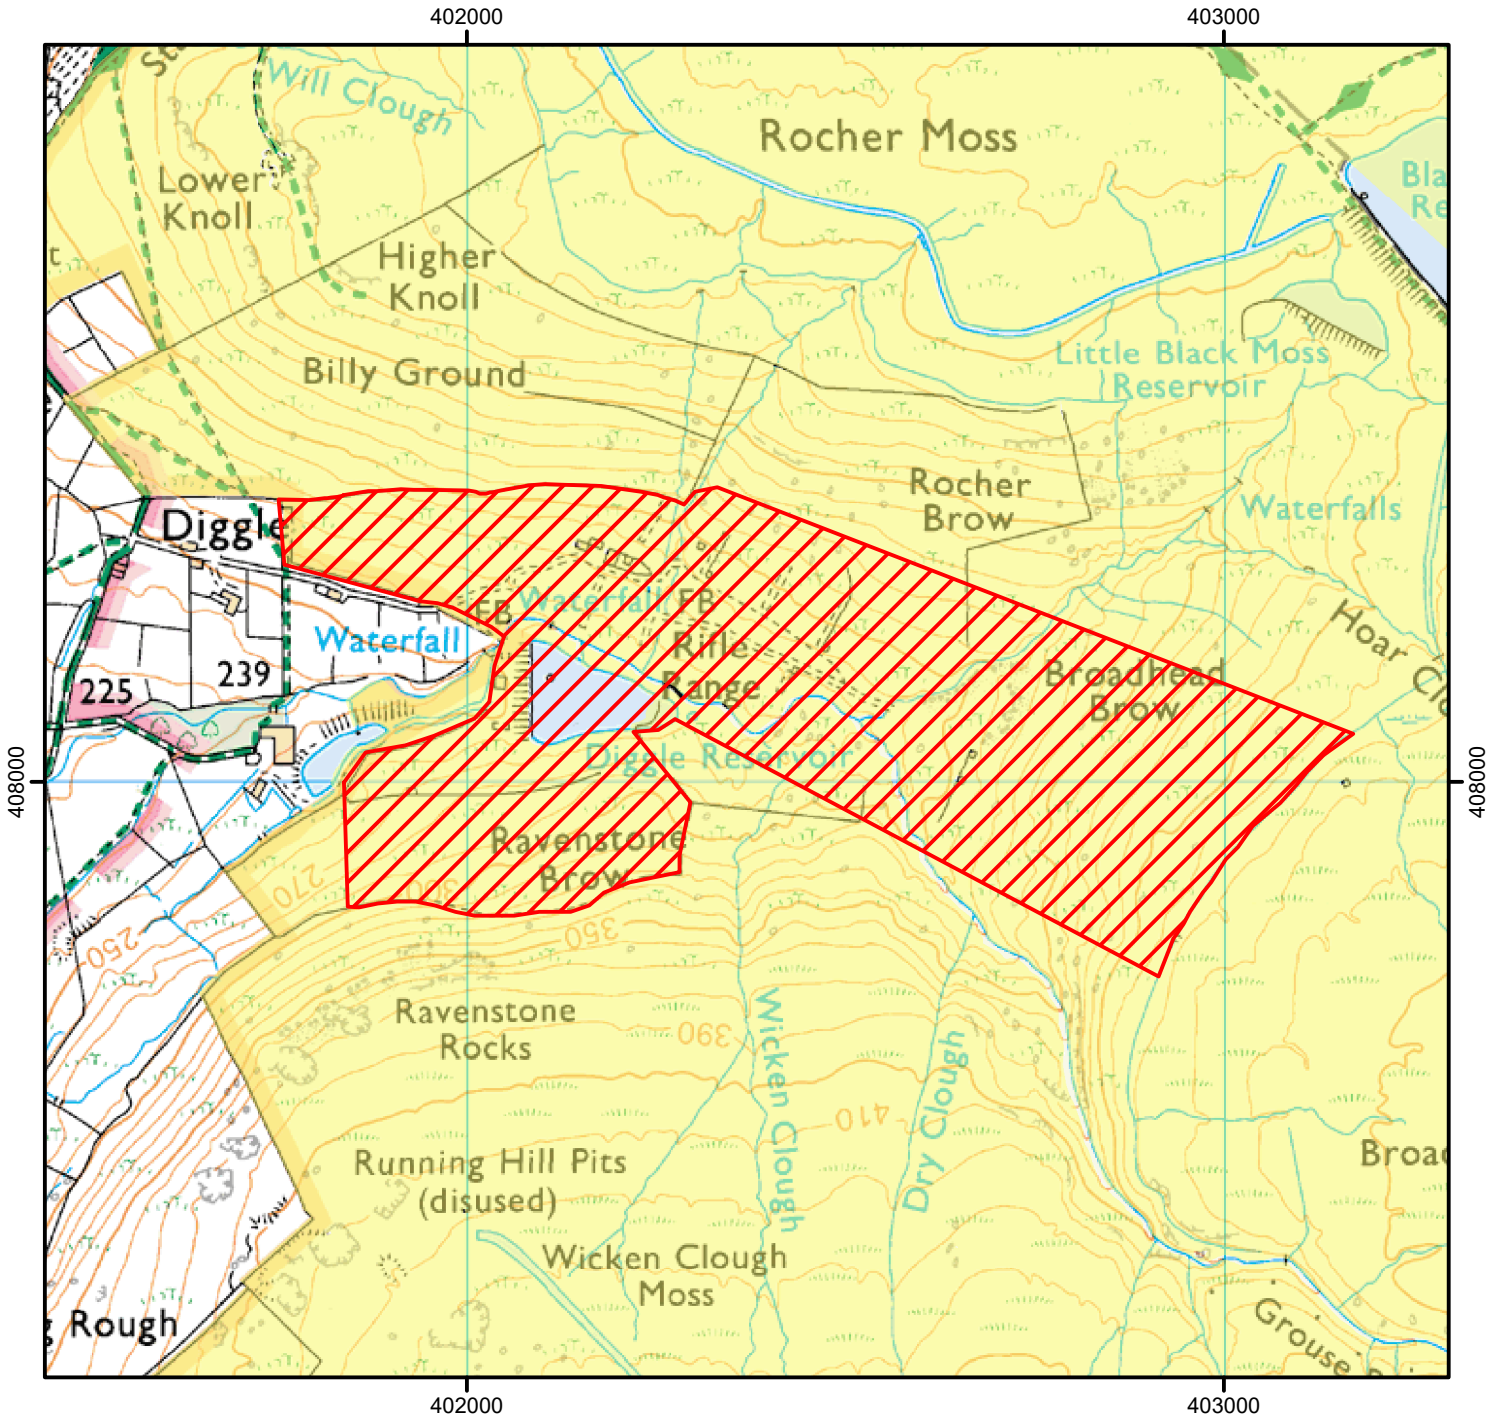 402000
403000
Will Clough
Rocher Moss
Lower
Knoll
Higher
Knoll
Billy Ground
Little Black Moss
Reservoir
Rocher
Brow
Waterfalls
Diggle
FB
Waterfall
FB
Waterfall
Rifle
Range
Broadhead
Brow
Hoar Clo
239
225
408000
408000
Diggle Reservoir
Ravenstone
Brow
270
300
250
350
Ravenstone
Rocks
390
Wicken Clough
Dry Clough
410
Running Hill Pits
(disused)
Broad
Wicken Clough
Moss
Rough
Grouse
402000
403000